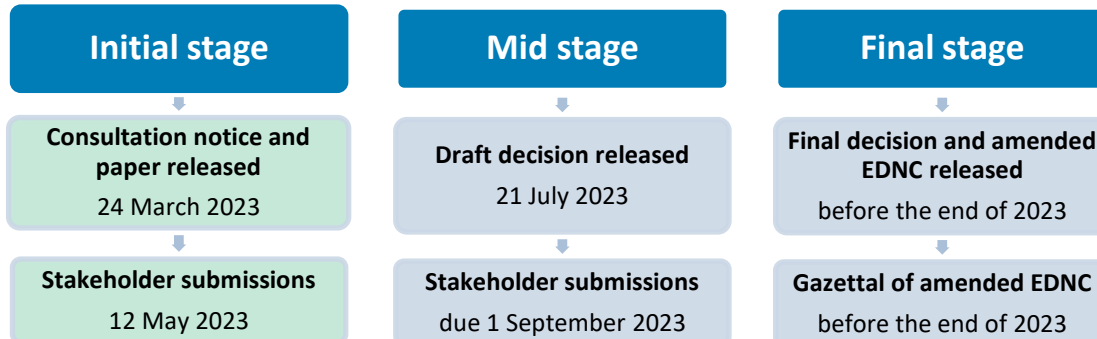 Initial stage
Consultation notice and
paper released
24 March 2023
Stakeholder submissions
12 May 2023
Mid stage
Draft decision released
21 July 2023
Stakeholder submissions
due 1 September 2023
Final stage
Final decision and amended
EDNC released
before the end of 2023
Gazettal of amended EDNC
before the end of 2023